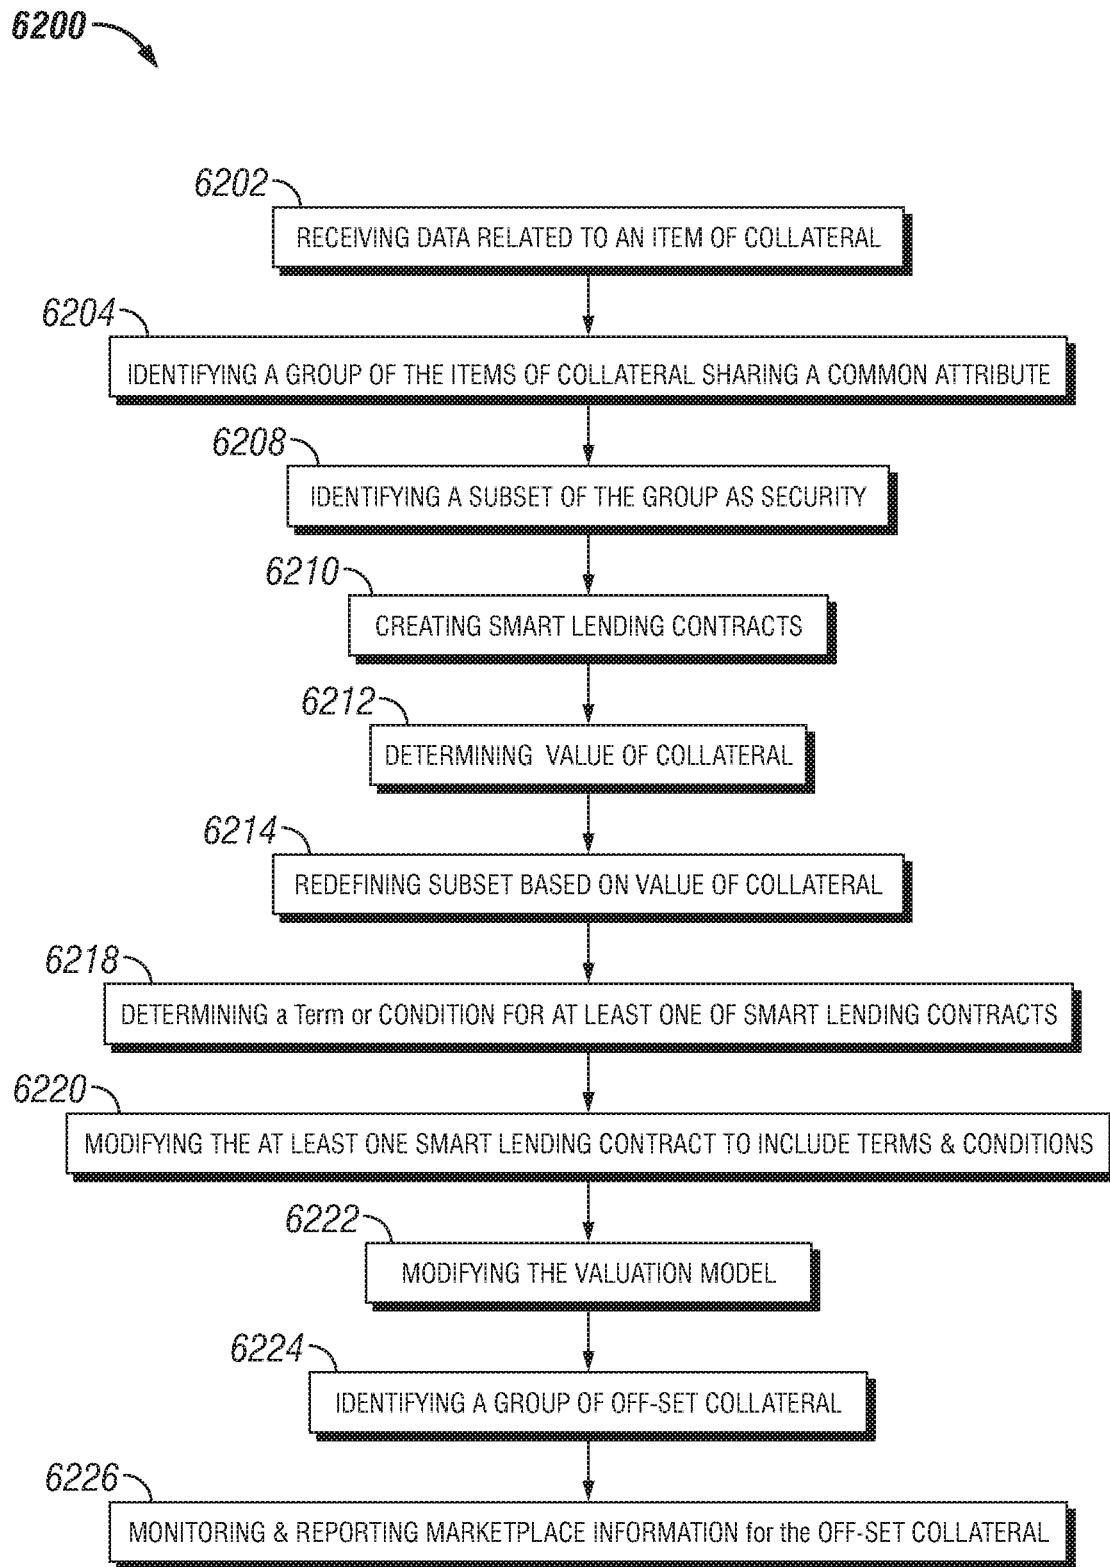 6200
6202
RECEIVING DATA RELATED TO AN ITEM OF COLLATERAL
6204
IDENTIFYING A GROUP OF THE ITEMS OF COLLATERAL SHARING A COMMON ATTRIBUTE
6208
IDENTIFYING A SUBSET OF THE GROUP AS SECURITY
6210
CREATING SMART LENDING CONTRACTS
6212
DETERMINING VALUE OF COLLATERAL
6214
REDEFINING SUBSET BASED ON VALUE OF COLLATERAL
6218
DETERMINING a Term or CONDITION FOR AT LEAST ONE OF SMART LENDING CONTRACTS
6220
MODIFYING THE AT LEAST ONE SMART LENDING CONTRACT TO INCLUDE TERMS & CONDITIONS
6222
MODIFYING THE VALUATION MODEL
6224
IDENTIFYING A GROUP OF OFF-SET COLLATERAL
6226
MONITORING & REPORTING MARKETPLACE INFORMATION for the OFF-SET COLLATERAL